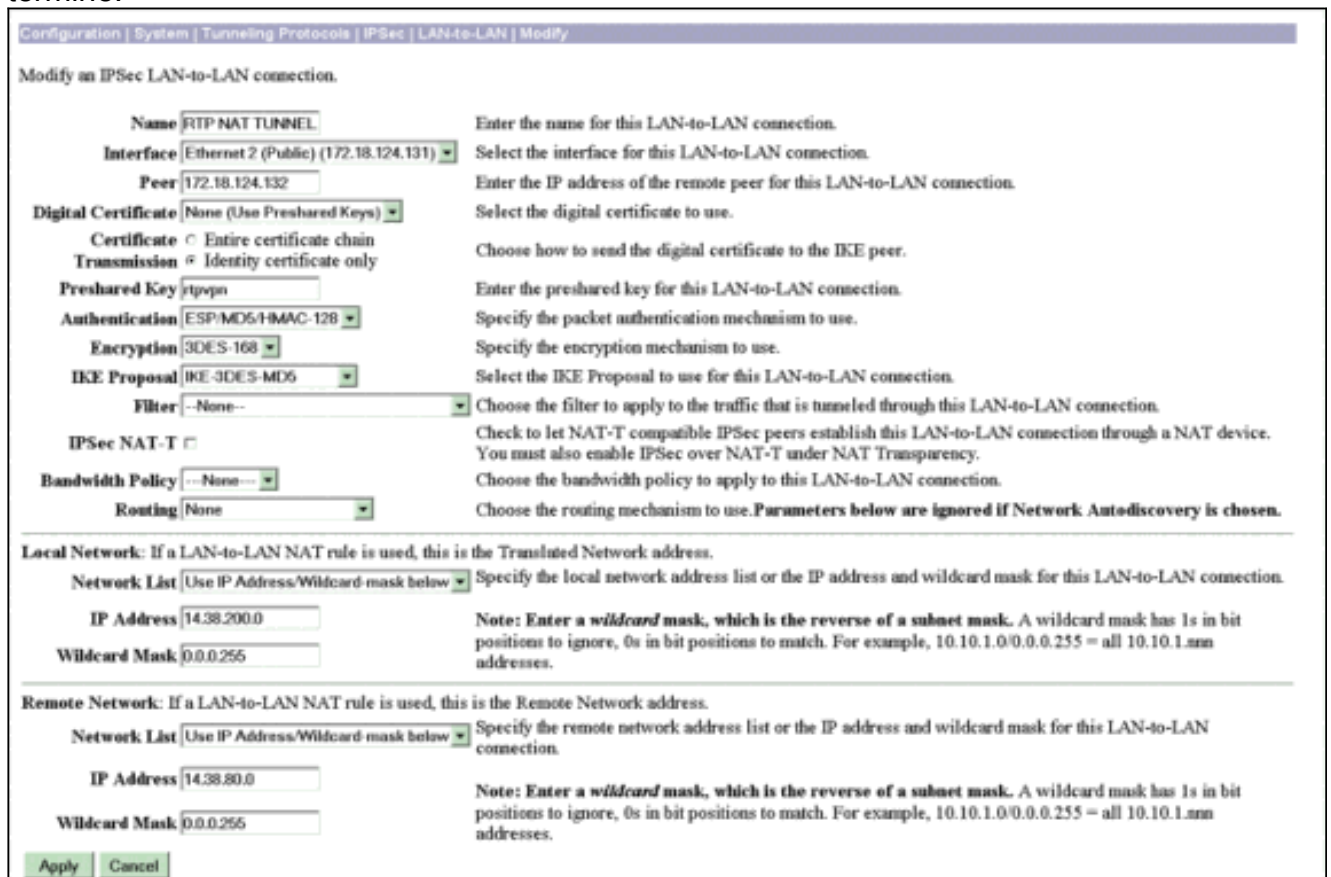 termine.
Configuration | System | Tunneling Protocols | IPSec | LAN-to-LAN | Modify
Modify an IPSec LAN-to-LAN connection.
Name RTP NAT TUNNEL Enter the name for this LAN-to-LAN connection.
Interface Ethernet 2 (Public) (172.18.124.131) Select the interface for this LAN-to-LAN connection.
Peer 172.18.124.132 Enter the IP address of the remote peer for this LAN-to-LAN connection.
Digital Certificate None (Use Preshared Keys) Select the digital certificate to use.
Certificate Transmission Entire certificate chain
Identity certificate only Choose how to send the digital certificate to the IKE peer.
Preshared Key rtpvpn Enter the preshared key for this LAN-to-LAN connection.
Authentication ESP/MD5/HMAC-128 Specify the packet authentication mechanism to use.
Encryption 3DES-168 Specify the encryption mechanism to use.
IKE Proposal IKE-3DES-MD5 Select the IKE Proposal to use for this LAN-to-LAN connection.
Filter --None-- Choose the filter to apply to the traffic that is tunneled through this LAN-to-LAN connection.
IPSec NAT-T Check to let NAT-T compatible IPSec peers establish this LAN-to-LAN connection through a NAT device.
You must also enable IPSec over NAT-T under NAT Transparency.
Bandwidth Policy ---None--- Choose the bandwidth policy to apply to this LAN-to-LAN connection.
Routing None Choose the routing mechanism to use.Parameters below are ignored if Network Autodiscovery is chosen.
Local Network: If a LAN-to-LAN NAT rule is used, this is the Translated Network address.
Network List Use IP Address/Wildcard-mask below Specify the local network address list or the IP address and wildcard mask for this LAN-to-LAN connection.
IP Address 14.38.200.0 Note: Enter a wildcard mask, which is the reverse of a subnet mask. A wildcard mask has 1s in bit
positions to ignore, 0s in bit positions to match. For example, 10.10.1.0/0.0.0.255 = all 10.10.1.nnn
Wildcard Mask 0.0.0.255 addresses.
Remote Network: If a LAN-to-LAN NAT rule is used, this is the Remote Network address.
Network List Use IP Address/Wildcard-mask below Specify the remote network address list or the IP address and wildcard mask for this LAN-to-LAN
connection.
IP Address 14.38.80.0 Note: Enter a wildcard mask, which is the reverse of a subnet mask. A wildcard mask has 1s in bit
positions to ignore, 0s in bit positions to match. For example, 10.10.1.0/0.0.0.255 = all 10.10.1.nnn
Wildcard Mask 0.0.0.255 addresses.
Apply Cancel